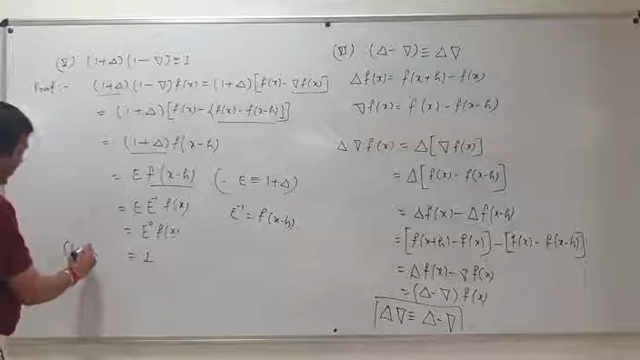 (V) (1+Δ)(1-∇) ≡ 1
Proof:- (1+Δ)(1-∇)f(x) = (1+Δ)[f(x)-∇f(x)]
= (1+Δ)[f(x)-{f(x)-f(x-h)}]
= (1+Δ)f(x-h)
= E f(x-h) (∵ E ≡ 1+Δ)
= E E⁻¹ f(x) E⁻¹ = f(x-h)
= E⁰ f(x)
= 1
(VI) (Δ-∇) ≡ Δ∇
Δf(x) = f(x+h)-f(x)
∇f(x) = f(x)-f(x-h)
Δ∇f(x) = Δ[∇f(x)]
= Δ[f(x)-f(x-h)]
= Δf(x)-Δf(x-h)
= [f(x+h)-f(x)]-[f(x)-f(x-h)]
= Δf(x)-∇f(x)
= (Δ-∇)f(x)
Δ∇ ≡ Δ-∇